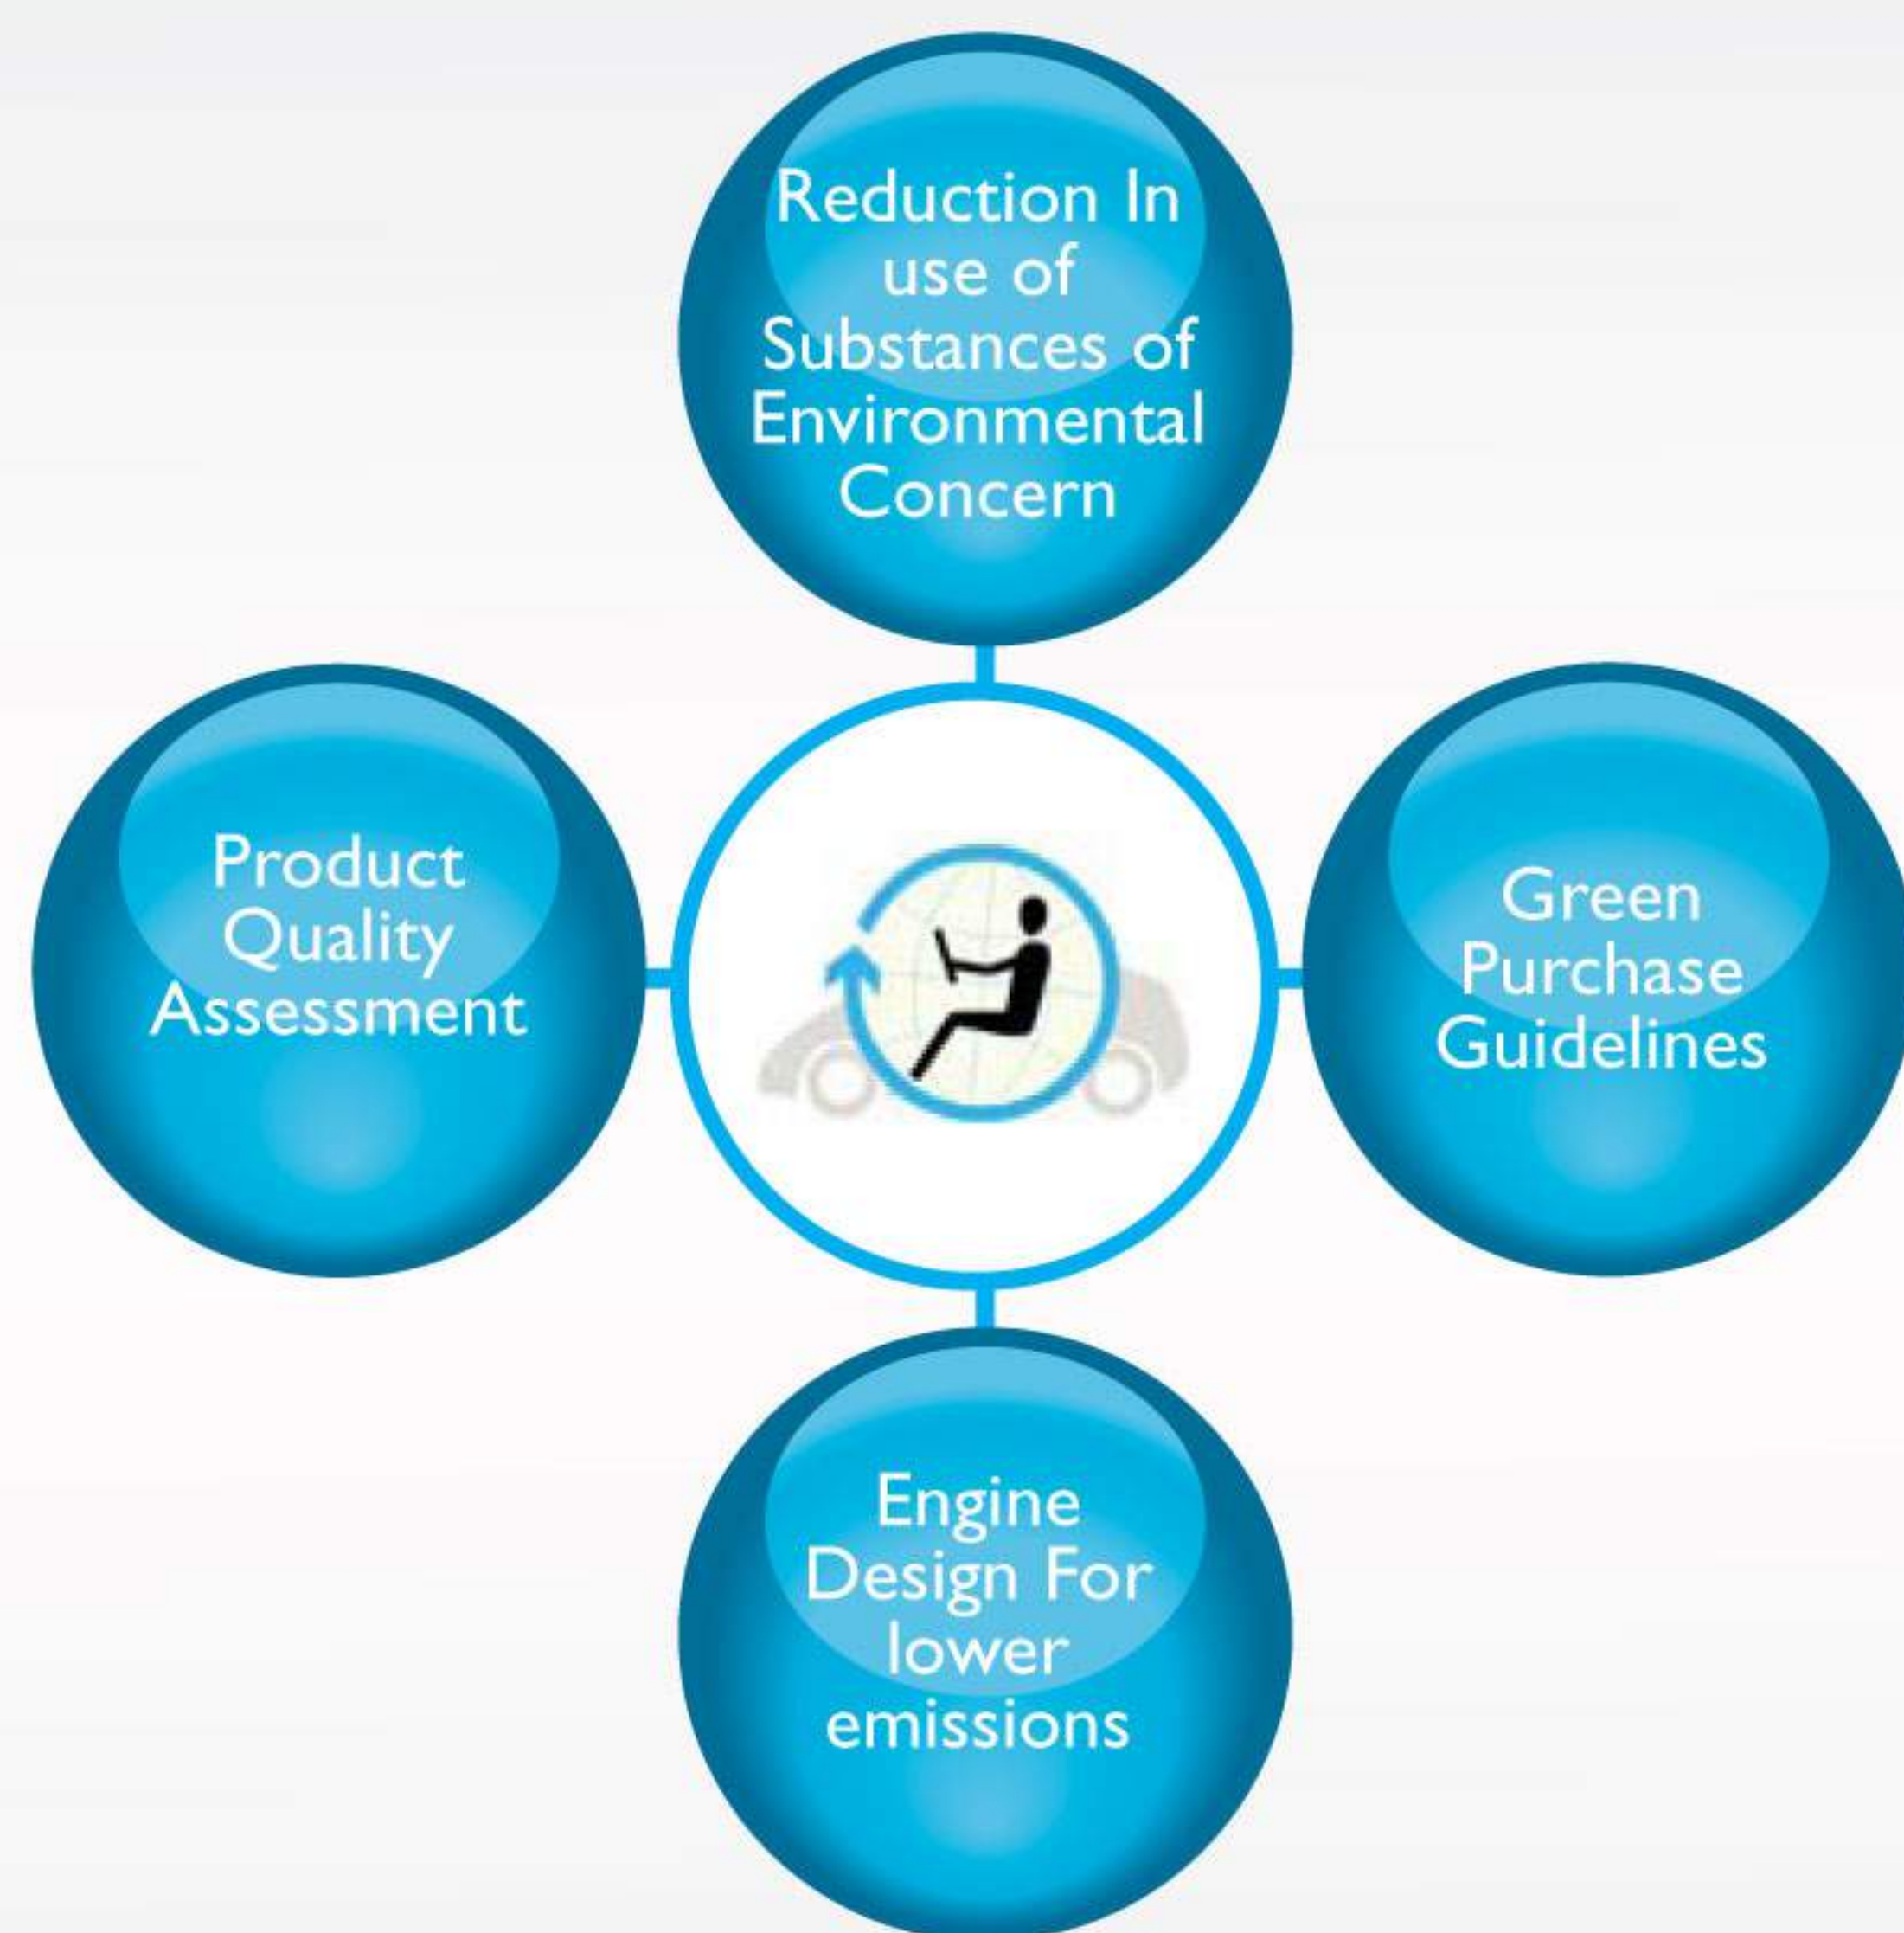 Reduction In
use of
Substances of
Environmental
Concern
Product
Quality
Assessment
Green
Purchase
Guidelines
Engine
Design For
lower
emissions